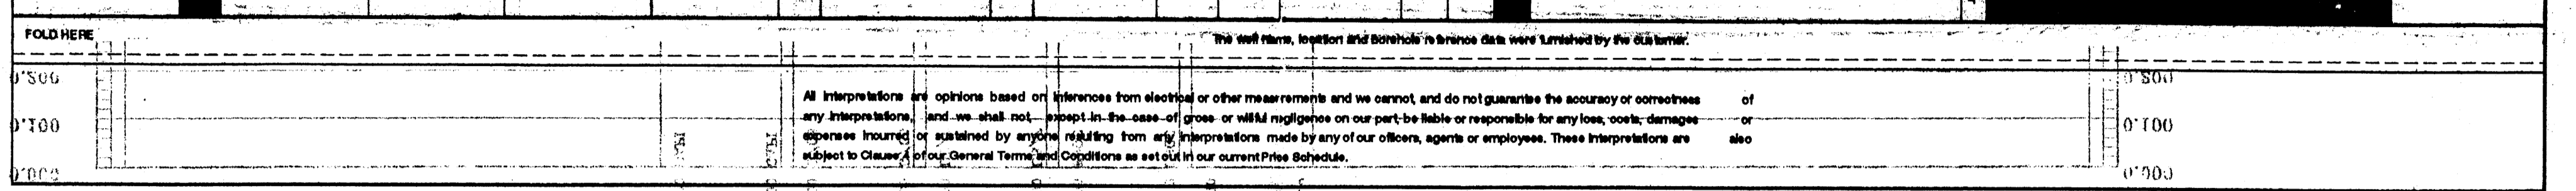 FOLD HERE
The well name, location and Borehole reference data were furnished by the customer.
All interpretations are opinions based on inferences from electrical or other measrrements and we cannot, and do not guarantee the accuracy or correctness of
any interpretations, and we shall not, except in the case of gross or willful negligence on our part, be liable or responsible for any loss, costs, damages or
expenses incurred or sustained by anyone resulting from any interpretations made by any of our officers, agents or employees. These interpretations are also
subject to Clause 4 of our General Terms and Conditions as set out in our current Price Schedule.